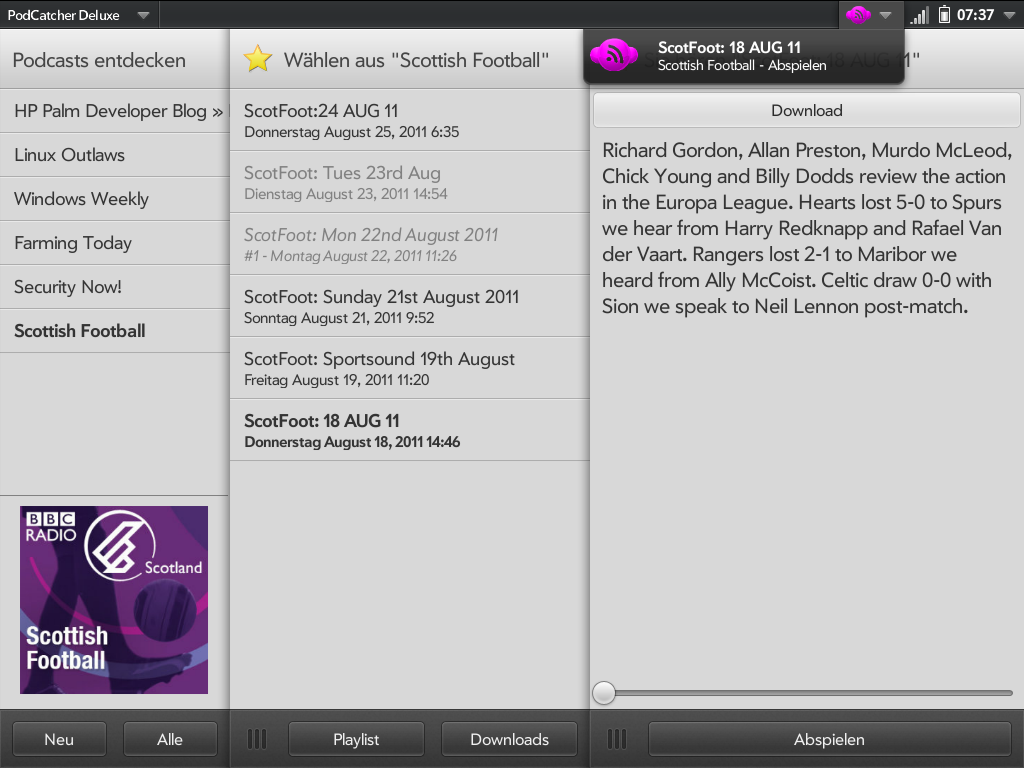 PodCatcher Deluxe
07:37
Podcasts entdecken
HP Palm Developer Blog »
Linux Outlaws
Windows Weekly
Farming Today
Security Now!
Scottish Football
BBC
RADIO
Scotland
Scottish
Football
Neu
Alle
Wählen aus "Scottish Football"
ScotFoot:24 AUG 11
Donnerstag August 25, 2011 6:35
ScotFoot: Tues 23rd Aug
Dienstag August 23, 2011 14:54
ScotFoot: Mon 22nd August 2011
#1 - Montag August 22, 2011 11:26
ScotFoot: Sunday 21st August 2011
Sonntag August 21, 2011 9:52
ScotFoot: Sportsound 19th August
Freitag August 19, 2011 11:20
ScotFoot: 18 AUG 11
Donnerstag August 18, 2011 14:46
Playlist
Downloads
ScotFoot: 18 AUG 11
Scottish Football - Abspielen
Download
Richard Gordon, Allan Preston, Murdo McLeod,
Chick Young and Billy Dodds review the action
in the Europa League. Hearts lost 5-0 to Spurs
we hear from Harry Redknapp and Rafael Van
der Vaart. Rangers lost 2-1 to Maribor we
heard from Ally McCoist. Celtic draw 0-0 with
Sion we speak to Neil Lennon post-match.
Abspielen